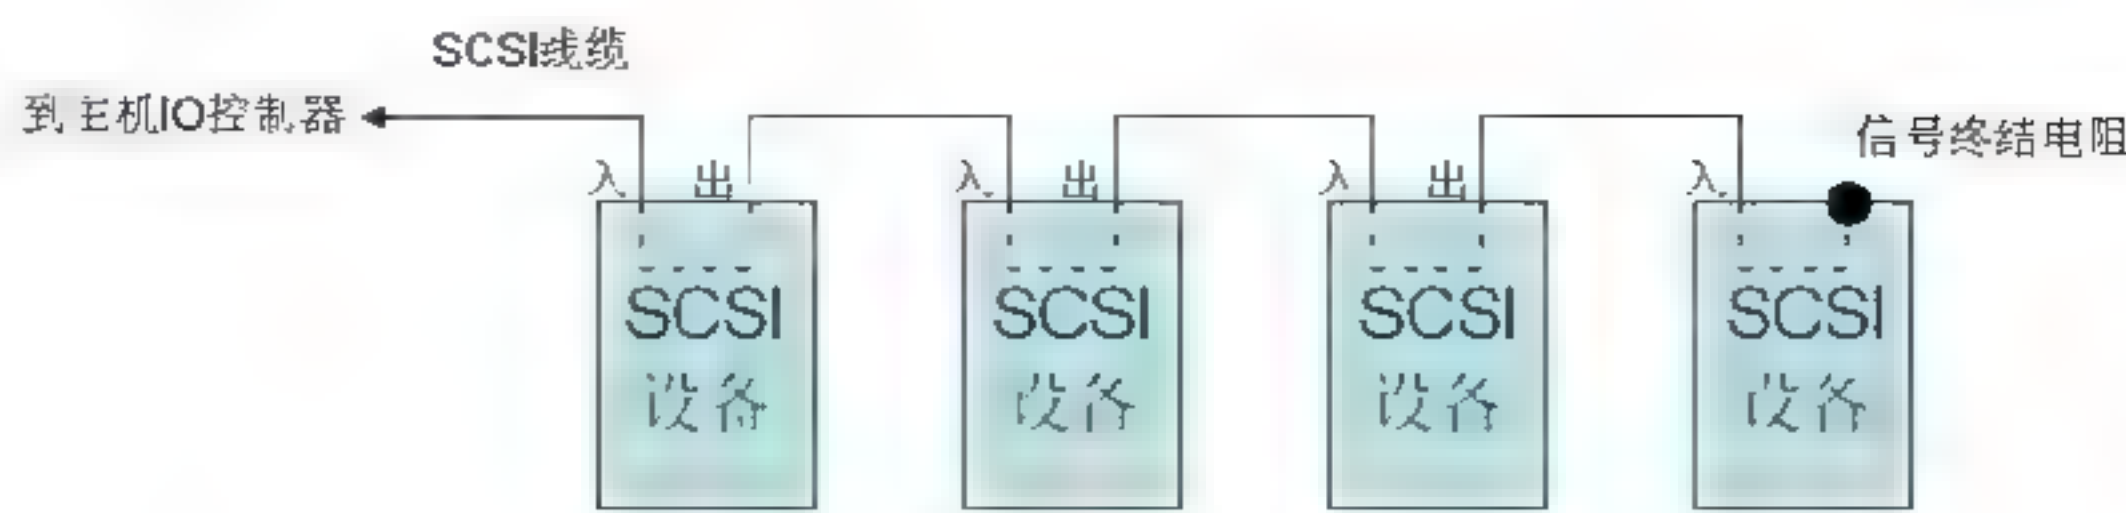 SCSI线缆
到主机IO控制器
信号终结电阻
入 出 入 出 入 出 入
SCSI SCSI SCSI SCSI
设备 设备 设备 设备